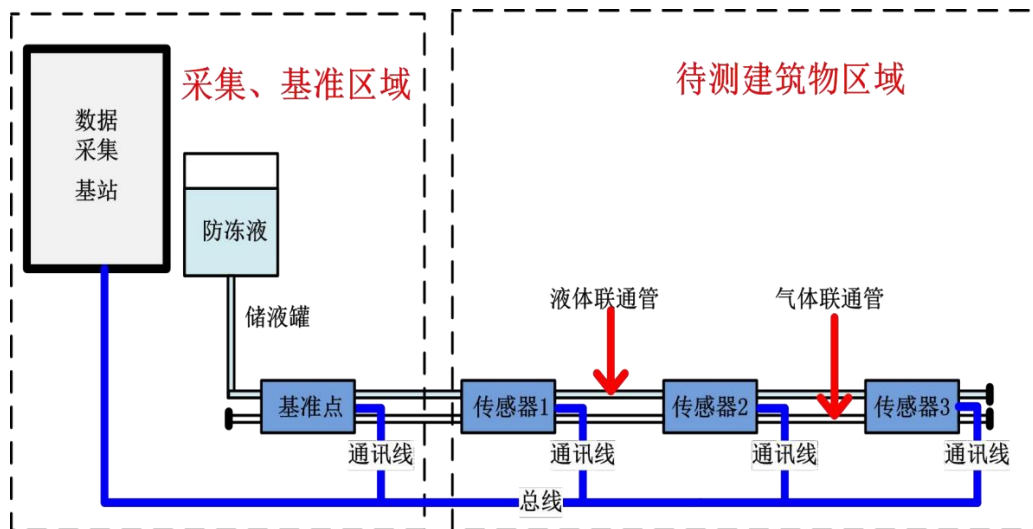 采集、基准区域
待测建筑物区域
数据
采集
基站
防冻液
储液罐
液体联通管
气体联通管
基准点
传感器1
传感器2
传感器3
通讯线
通讯线
通讯线
通讯线
总线